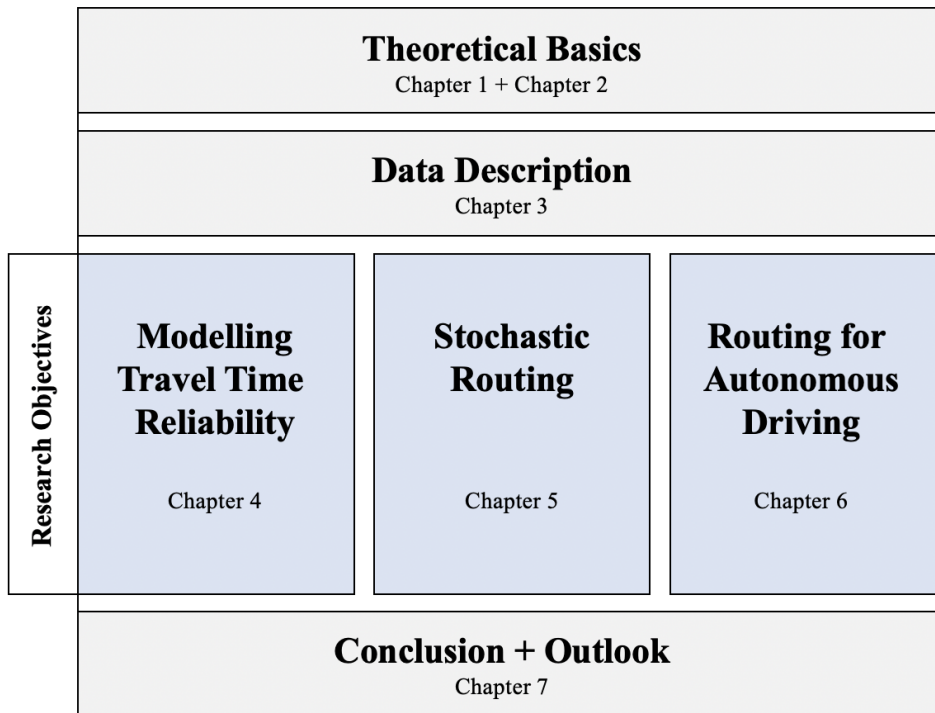 Theoretical Basics
Chapter 1 + Chapter 2
Data Description
Chapter 3
Research Objectives
Modelling
Travel Time
Reliability
Chapter 4
Stochastic
Routing
Chapter 5
Routing for
Autonomous
Driving
Chapter 6
Conclusion + Outlook
Chapter 7